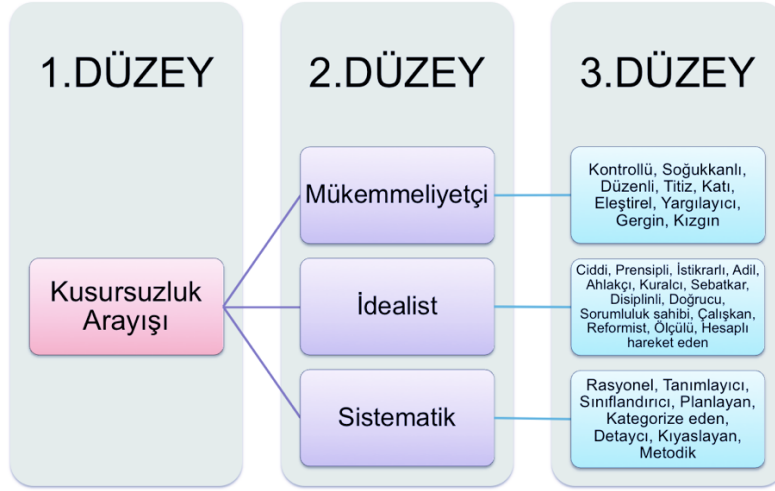 1.DÜZEY
2.DÜZEY
3.DÜZEY
Kusursuzluk
Arayışı
Mükemmeliyetçi
İdealist
Sistematik
Kontrollü, Soğukkanlı,
Düzenli, Titiz, Katı,
Eleştirel, Yargılayıcı,
Gergin, Kızgın
Ciddi, Prensipli, İstikrarlı, Adil,
Ahlakçı, Kuralcı, Sebatkar,
Disiplinli, Doğrucu,
Sorumluluk sahibi, Çalışkan,
Reformist, Ölçülü, Hesaplı
hareket eden
Rasyonel, Tanımlayıcı,
Sınıflandırıcı, Planlayan,
Kategorize eden,
Detaycı, Kıyaslayan,
Metodik